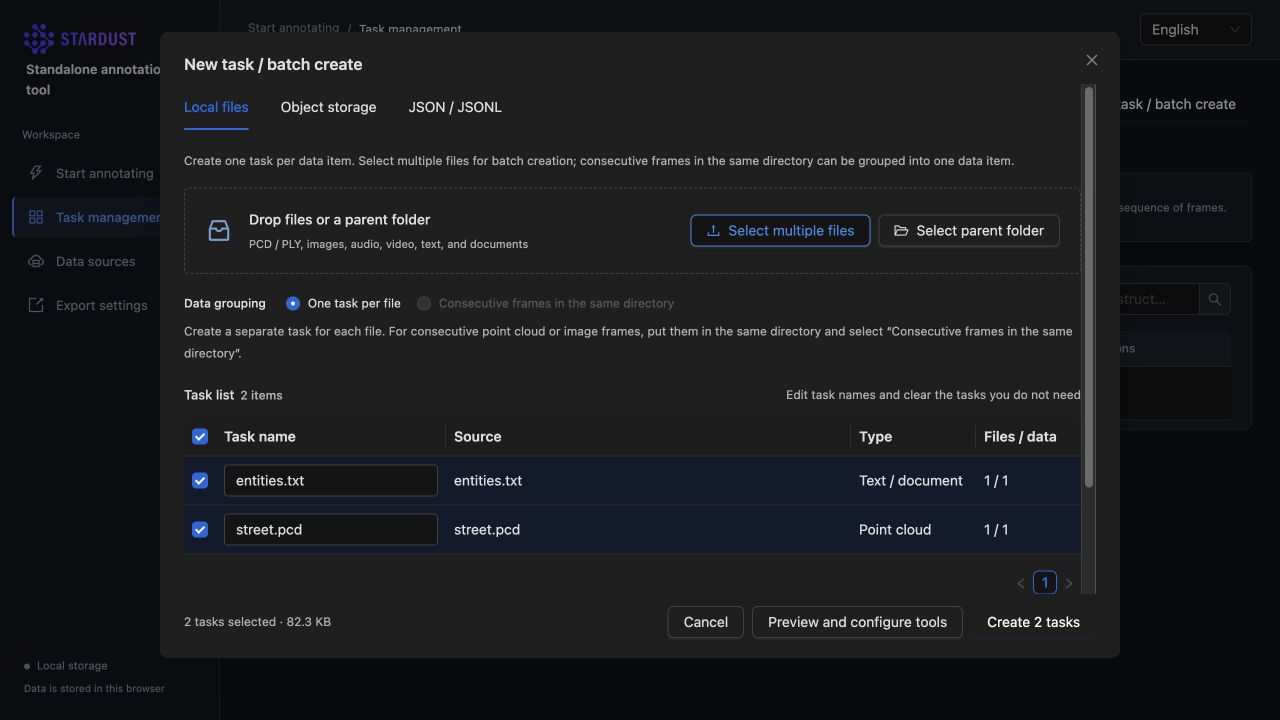 STARDUST
Standalone annotatio
tool
Workspace
Start annotating
Task managemen
Data sources
Export settings
Local storage
Data is stored in this browser
Start annotating / Task management
English
task / batch create
sequence of frames.
struct...
ons
New task / batch create
Local files
Object storage
JSON / JSONL
Create one task per data item. Select multiple files for batch creation; consecutive frames in the same directory can be grouped into one data item.
Drop files or a parent folder
PCD / PLY, images, audio, video, text, and documents
Select multiple files
Select parent folder
Data grouping
One task per file
Consecutive frames in the same directory
Create a separate task for each file. For consecutive point cloud or image frames, put them in the same directory and select “Consecutive frames in the same
directory”.
Task list 2 items
Edit task names and clear the tasks you do not need
Task name Source Type Files / data
entities.txt entities.txt Text / document 1 / 1
street.pcd street.pcd Point cloud 1 / 1
1
2 tasks selected · 82.3 KB
Cancel
Preview and configure tools
Create 2 tasks